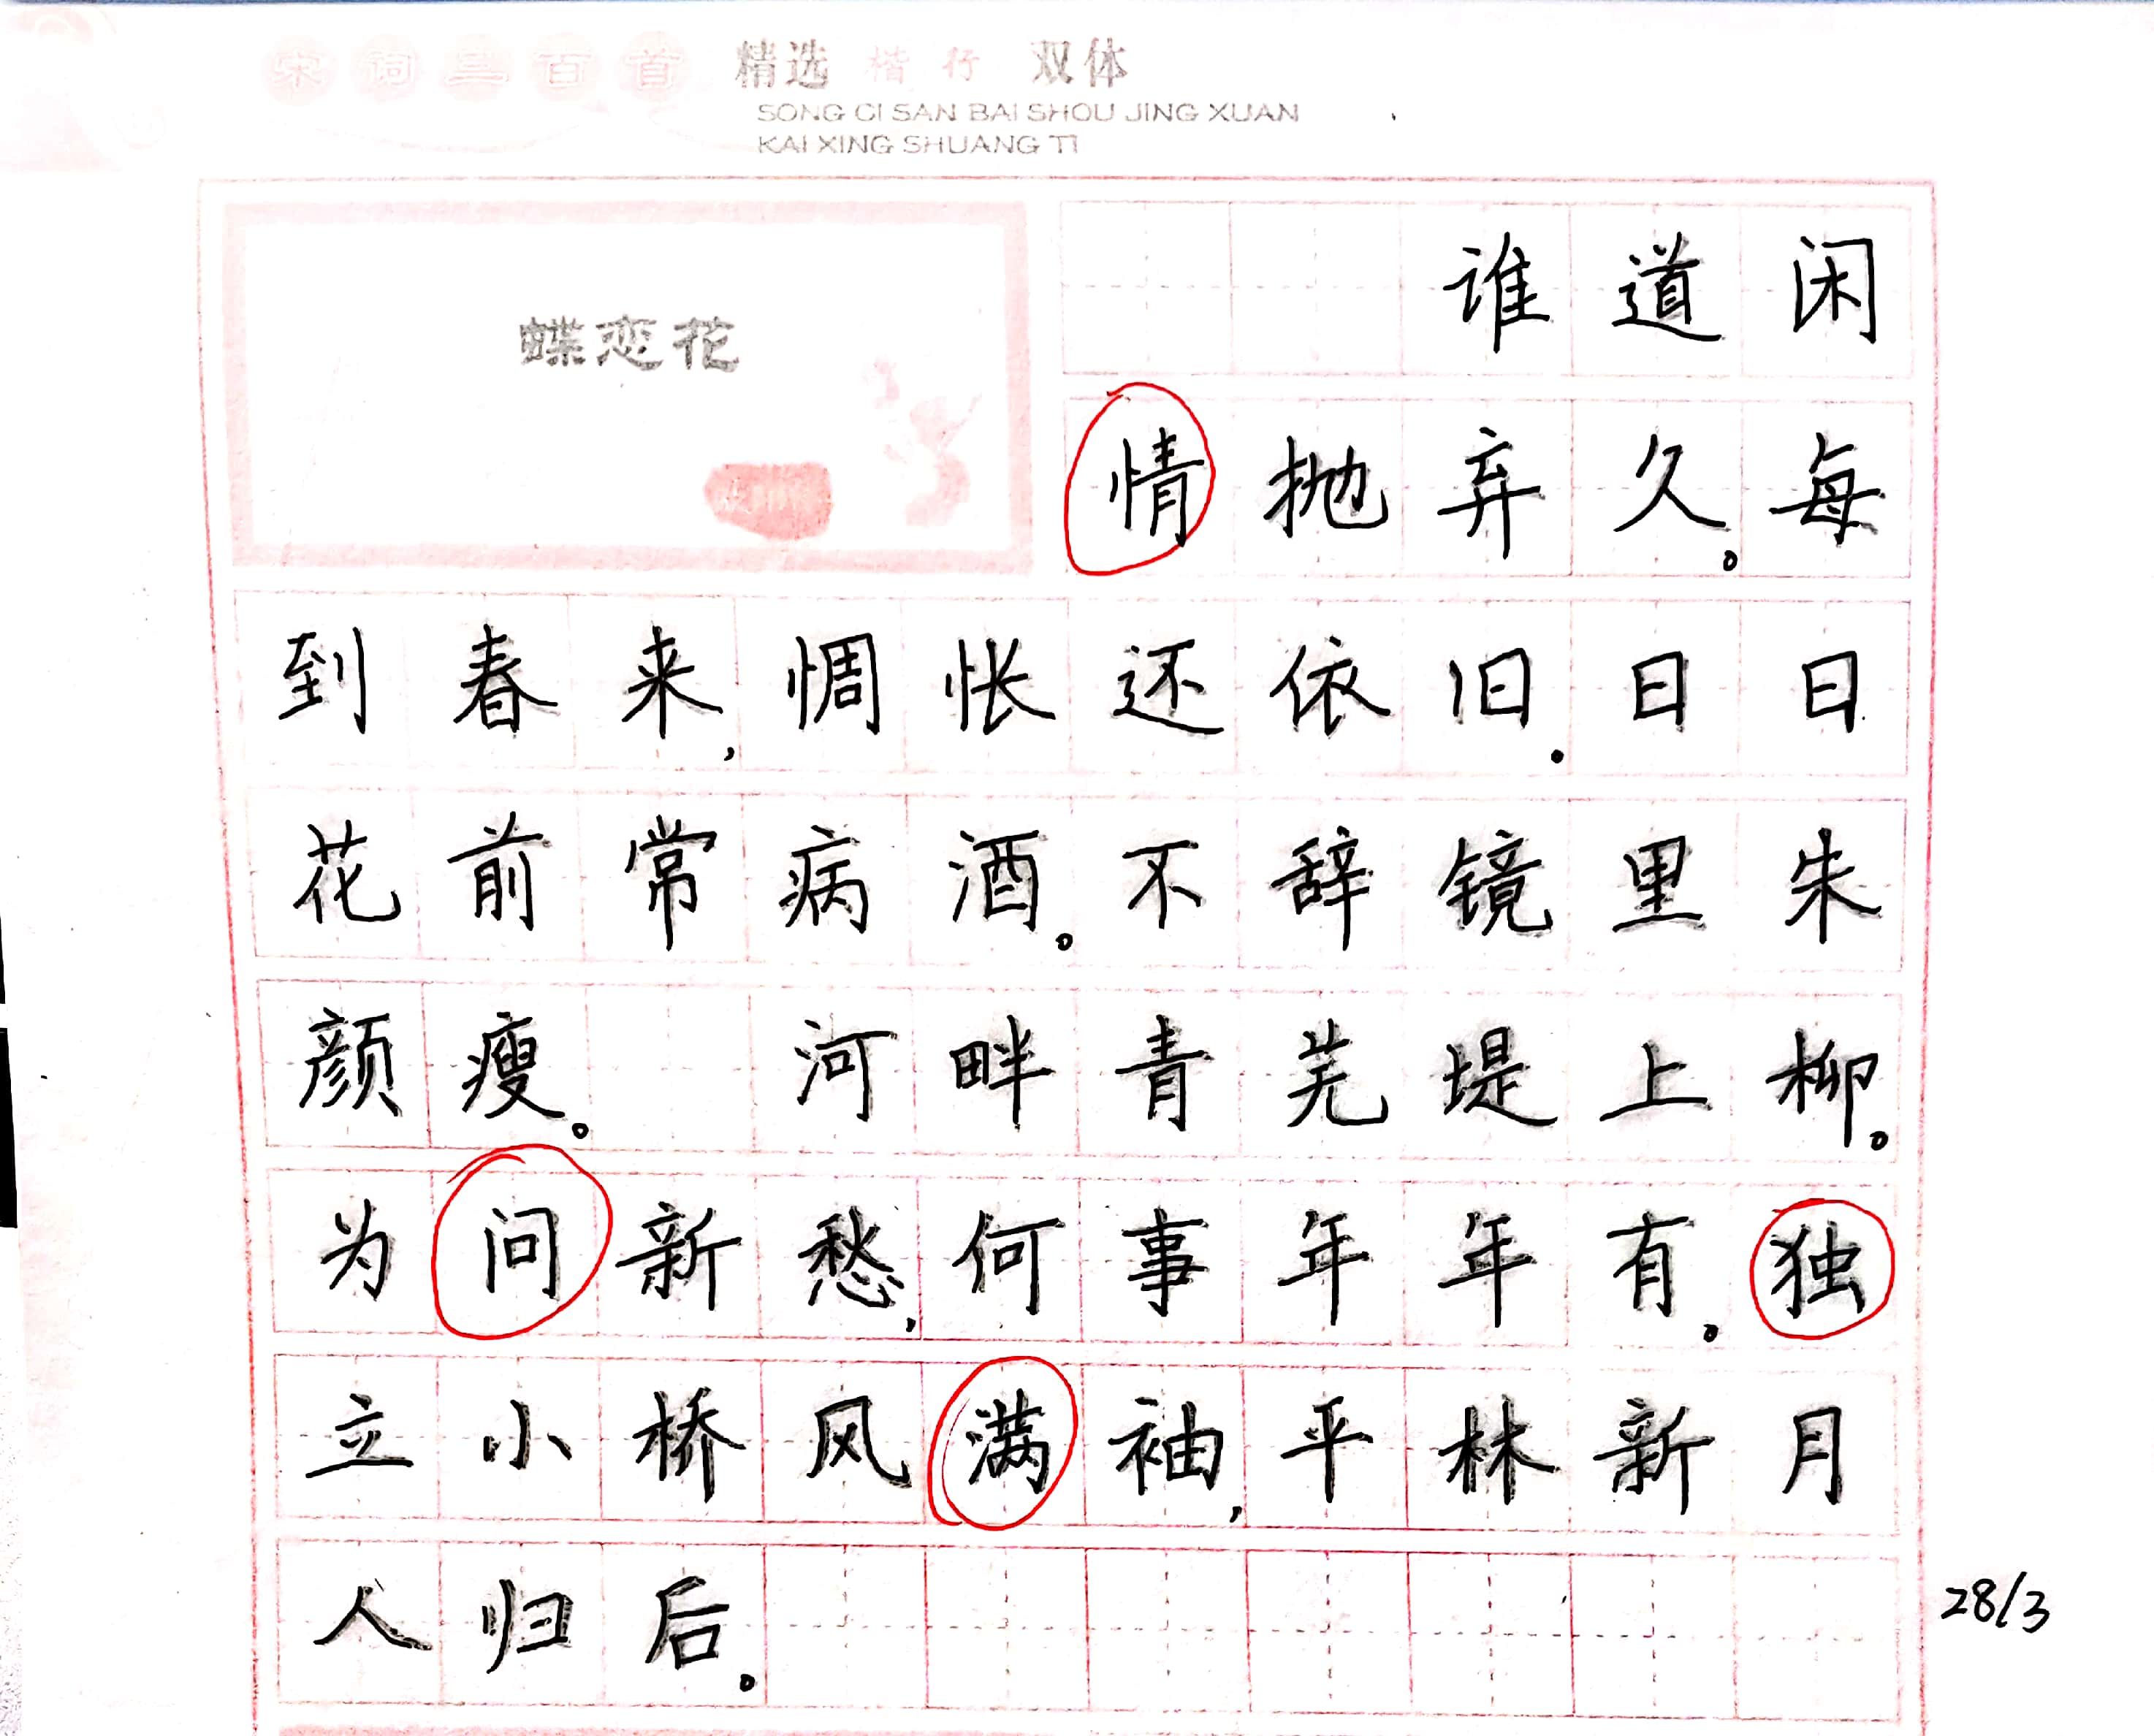 宋词三百首 精选 楷行 双体
SONG CI SAN BAI SHOU JING XUAN
KAI XING SHUANG TI
蝶恋花
谁道闲
情抛弃久。每
到春来,惆怅还依旧.日日
花前常病酒。不辞镜里朱
颜瘦。 河畔青芜堤上柳。
为问新愁,何事年年有。独
立小桥风满袖,平林新月
人归后。
28/3